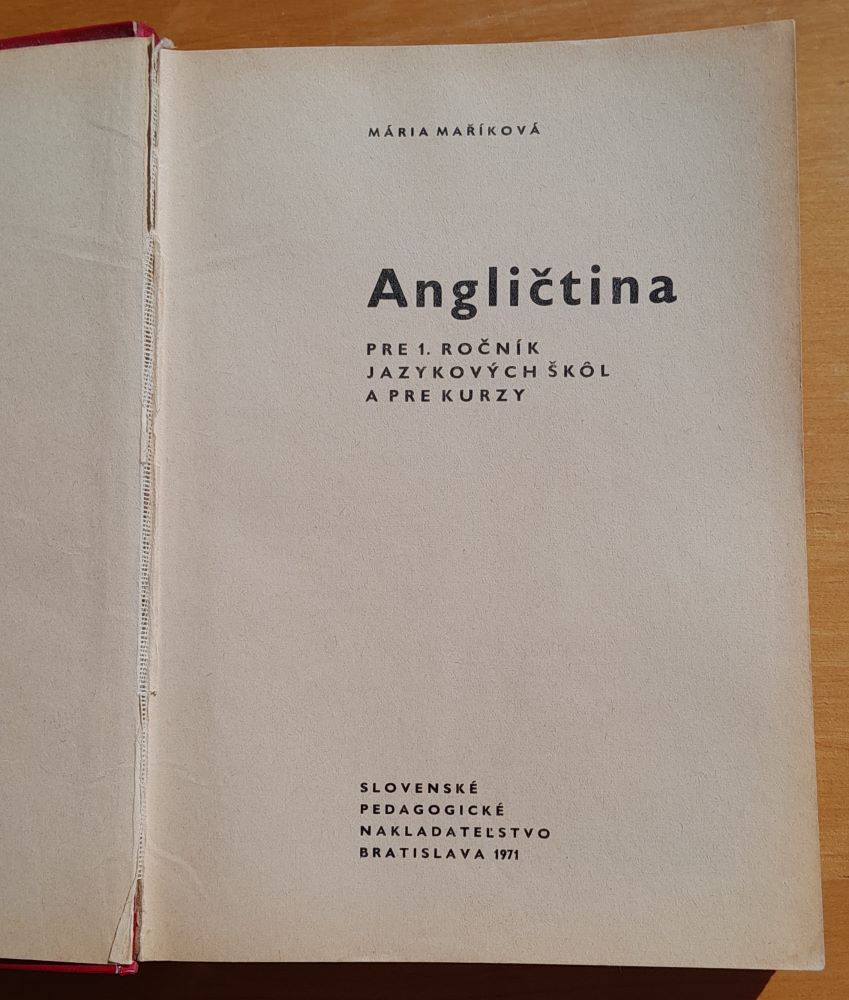 MÁRIA MAŘÍKOVÁ
Angličtina
PRE 1. ROČNÍK
JAZYKOVÝCH ŠKÔL
A PRE KURZY
SLOVENSKÉ
PEDAGOGICKÉ
NAKLADATEĽSTVO
BRATISLAVA 1971